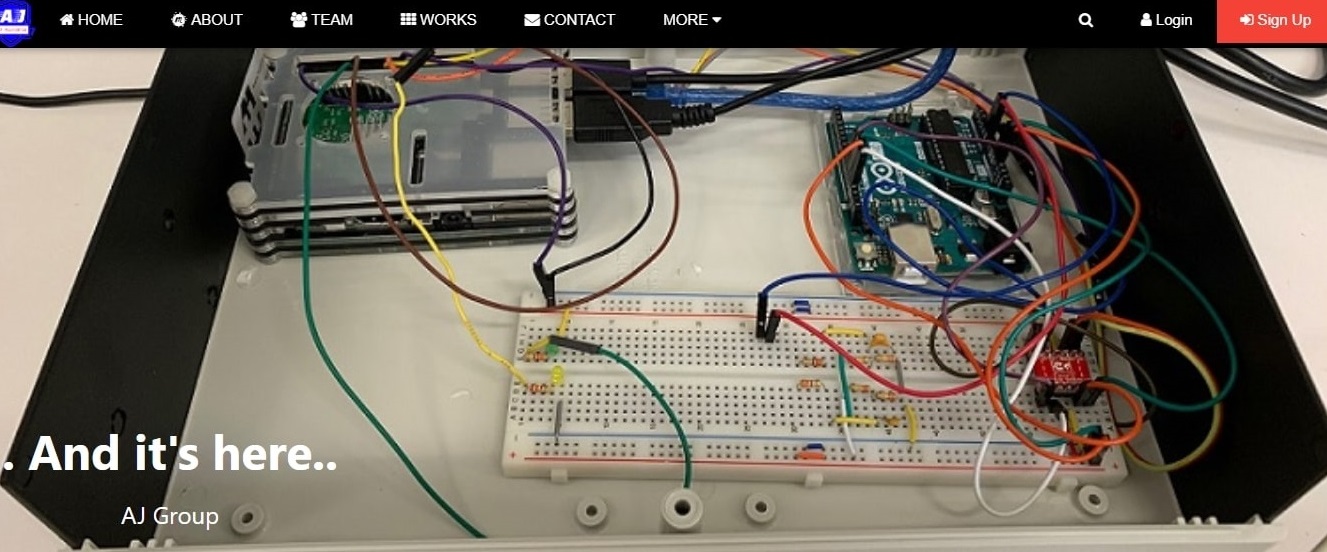 AJ
HOME ABOUT TEAM WORKS CONTACT MORE Login Sign Up
. And it's here..
AJ Group